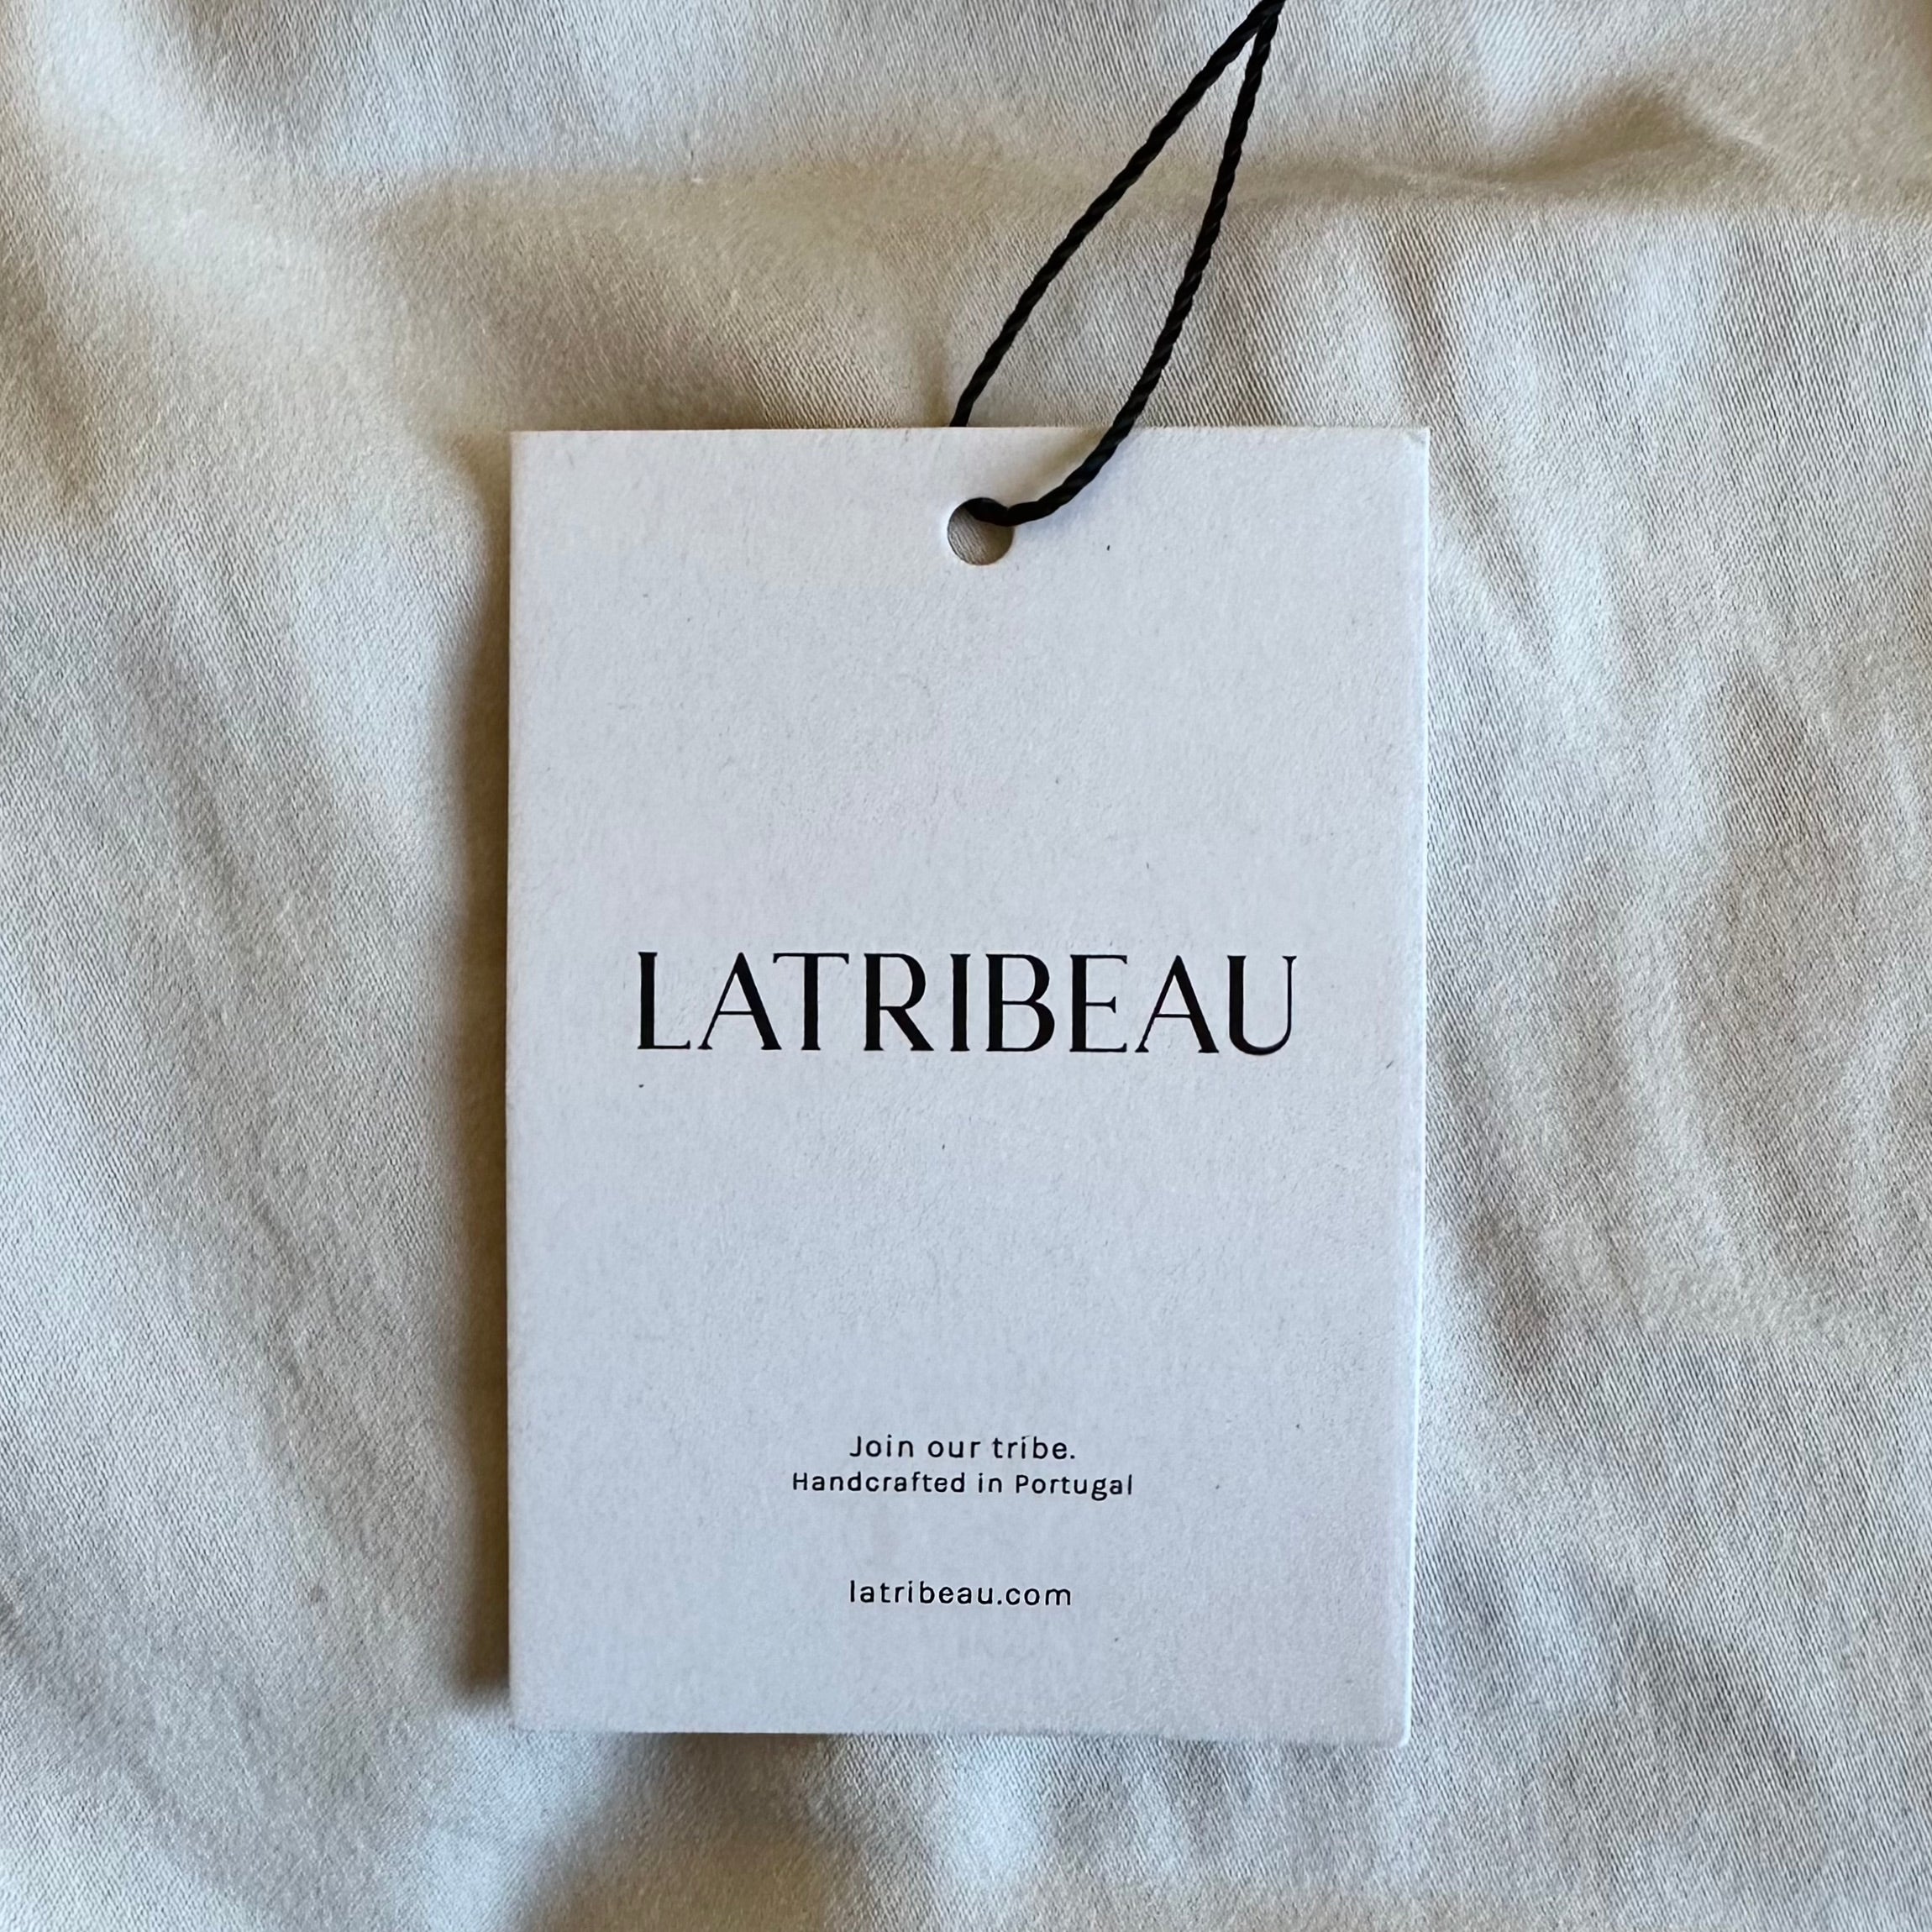 LATRIBEAU
Join our tribe.
Handcrafted in Portugal
latribeau.com